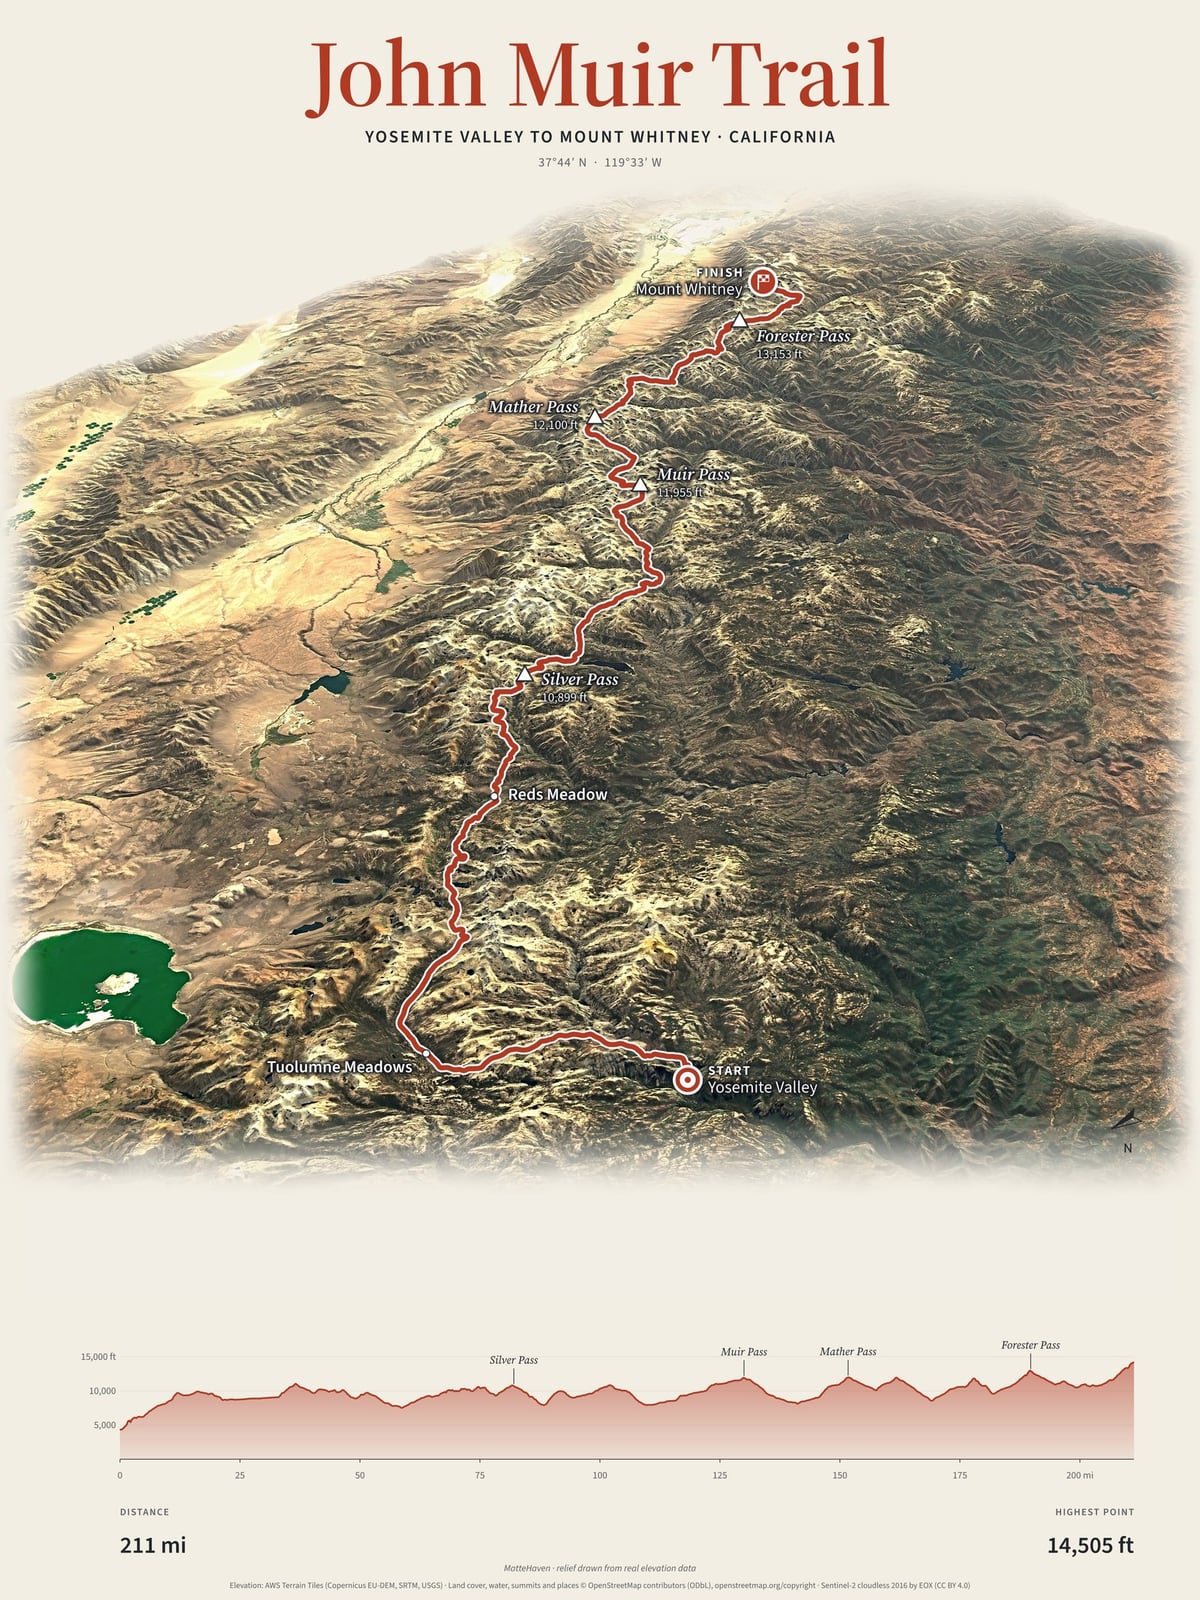 John Muir Trail
YOSEMITE VALLEY TO MOUNT WHITNEY · CALIFORNIA
37°44′ N · 119°33′ W
FINISH
Mount Whitney
Forester Pass
13,153 ft
Mather Pass
12,100 ft
Muir Pass
11,955 ft
Silver Pass
10,899 ft
Reds Meadow
Tuolumne Meadows
START
Yosemite Valley
N
15,000 ft
10,000
5,000
Silver Pass
Muir Pass
Mather Pass
Forester Pass
0 25 50 75 100 125 150 175 200 mi
DISTANCE
211 mi
HIGHEST POINT
14,505 ft
MatteHaven · relief drawn from real elevation data
Elevation: AWS Terrain Tiles (Copernicus EU-DEM, SRTM, USGS) · Land cover, water, summits and places © OpenStreetMap contributors (ODbL), openstreetmap.org/copyright · Sentinel-2 cloudless 2016 by EOX (CC BY 4.0)